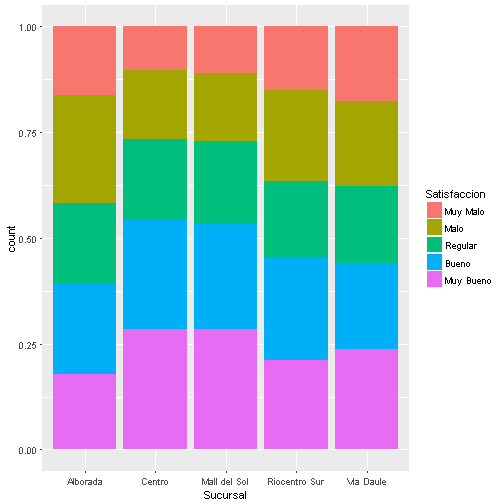 1.00
0.75
0.50
0.25
0.00
count
Alborada Centro Mall del Sol Riocentro Sur Via Daule
Sucursal
Satisfaccion
Muy Malo
Malo
Regular
Bueno
Muy Bueno